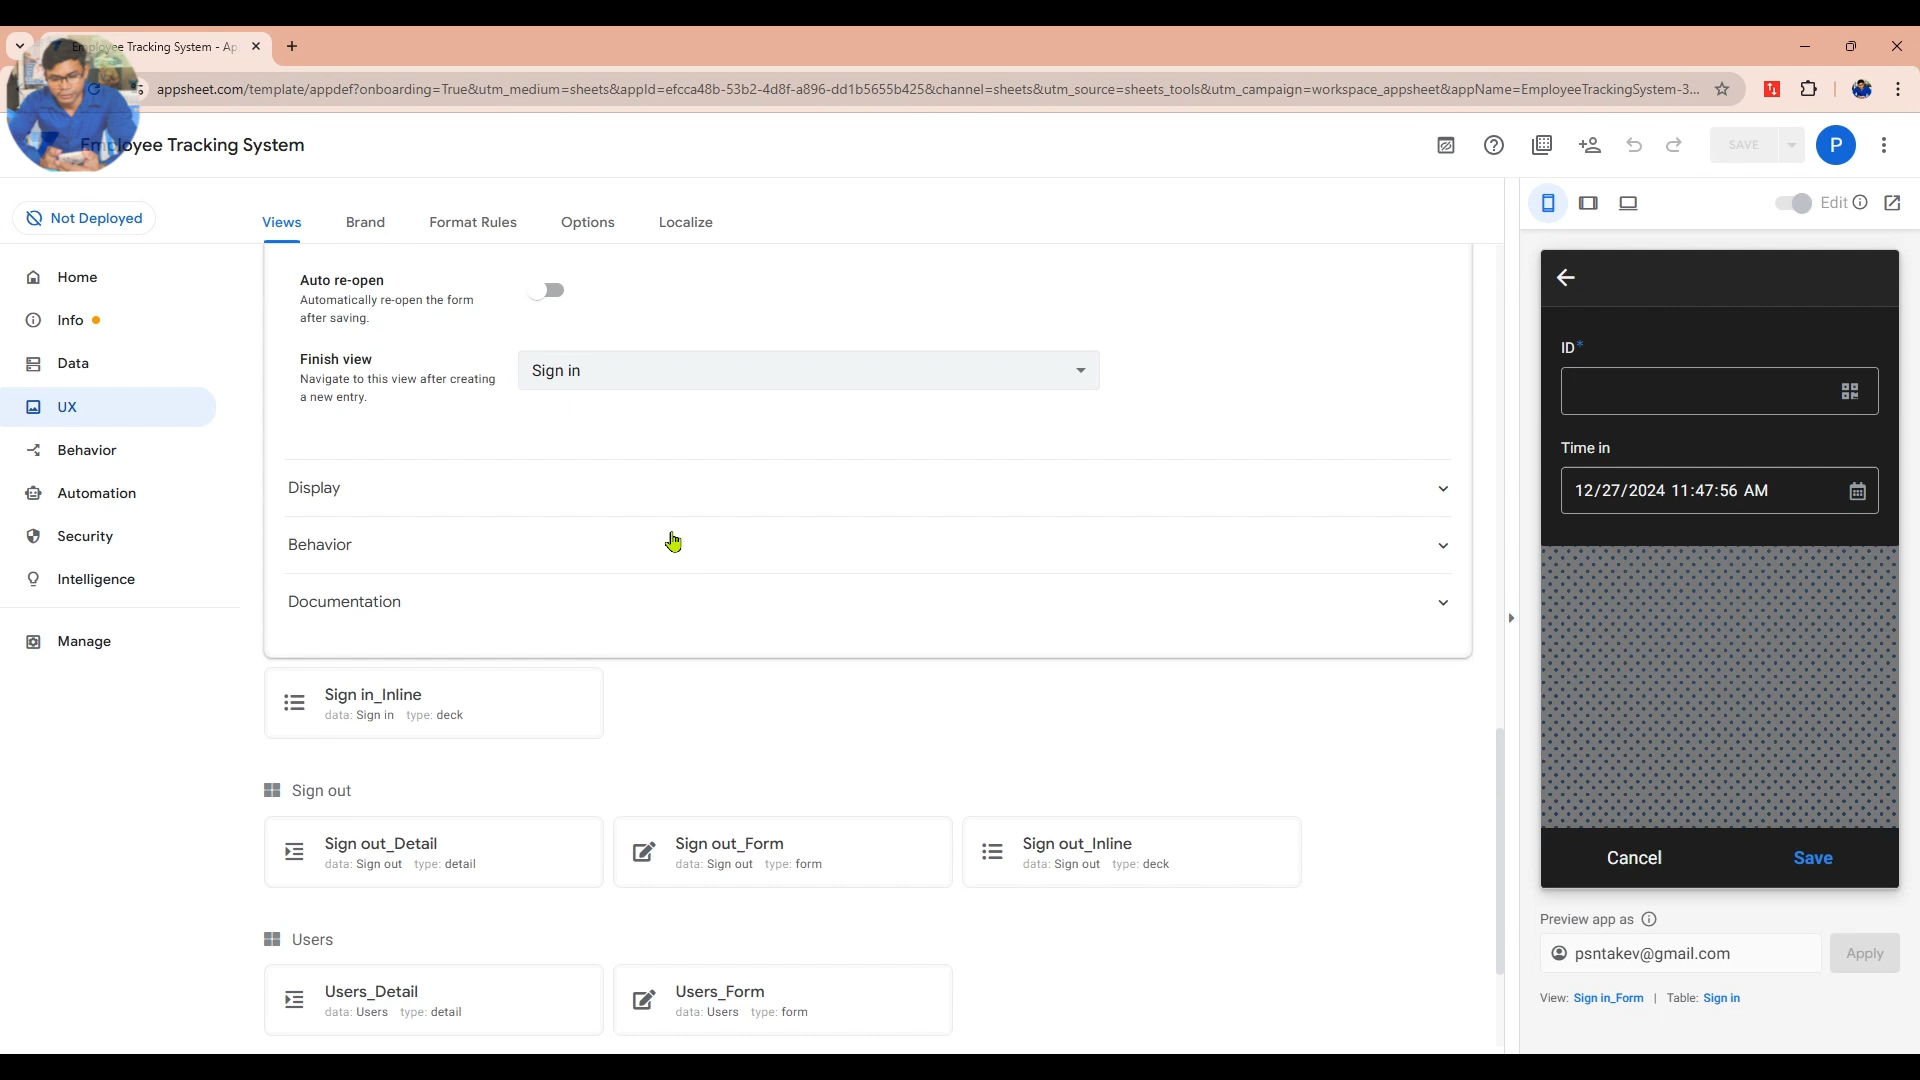 Employee Tracking System - Ap
appsheet.com/template/appdef?onboarding=True&utm_medium=sheets&appId=efcca48b-53b2-4d8f-a896-dd1b5655b425&channel=sheets&utm_source=sheets_tools&utm_campaign=workspace_appsheet&appName=EmployeeTrackingSystem-3...
Employee Tracking System
SAVE
P
Not Deployed
Views
Brand
Format Rules
Options
Localize
Edit
Home
Info
Data
UX
Behavior
Automation
Security
Intelligence
Manage
Auto re-open
Automatically re-open the form
after saving.
Finish view
Navigate to this view after creating
a new entry.
Sign in
Display
Behavior
Documentation
Sign in_Inline
data: Sign in type: deck
Sign out
Sign out_Detail
data: Sign out type: detail
Sign out_Form
data: Sign out type: form
Sign out_Inline
data: Sign out type: deck
Users
Users_Detail
data: Users type: detail
Users_Form
data: Users type: form
ID*
Time in
12/27/2024 11:47:56 AM
Cancel
Save
Preview app as
psntakev@gmail.com
Apply
View: Sign in_Form | Table: Sign in